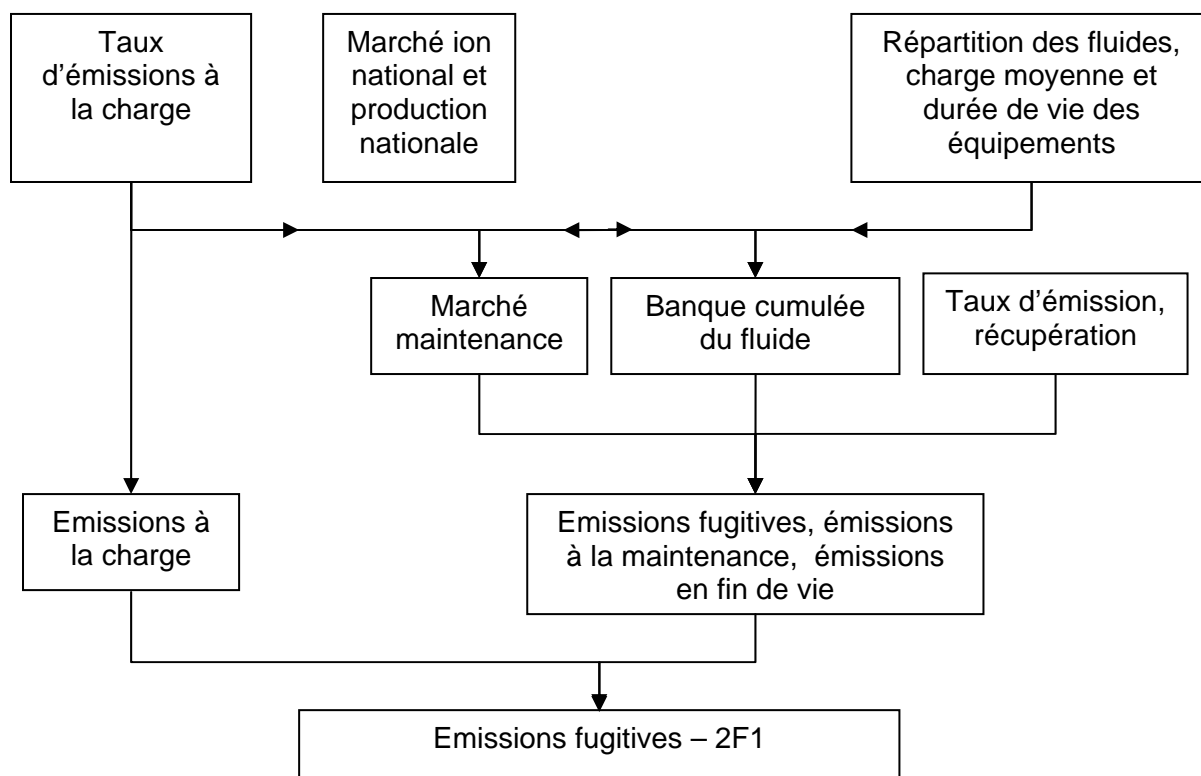 Taux
d’émissions à
la charge
Marché ion
national et
production
nationale
Répartition des fluides,
charge moyenne et
durée de vie des
équipements
Marché
maintenance
Banque cumulée
du fluide
Taux d’émission,
récupération
Emissions à
la charge
Emissions fugitives, émissions
à la maintenance, émissions
en fin de vie
Emissions fugitives – 2F1